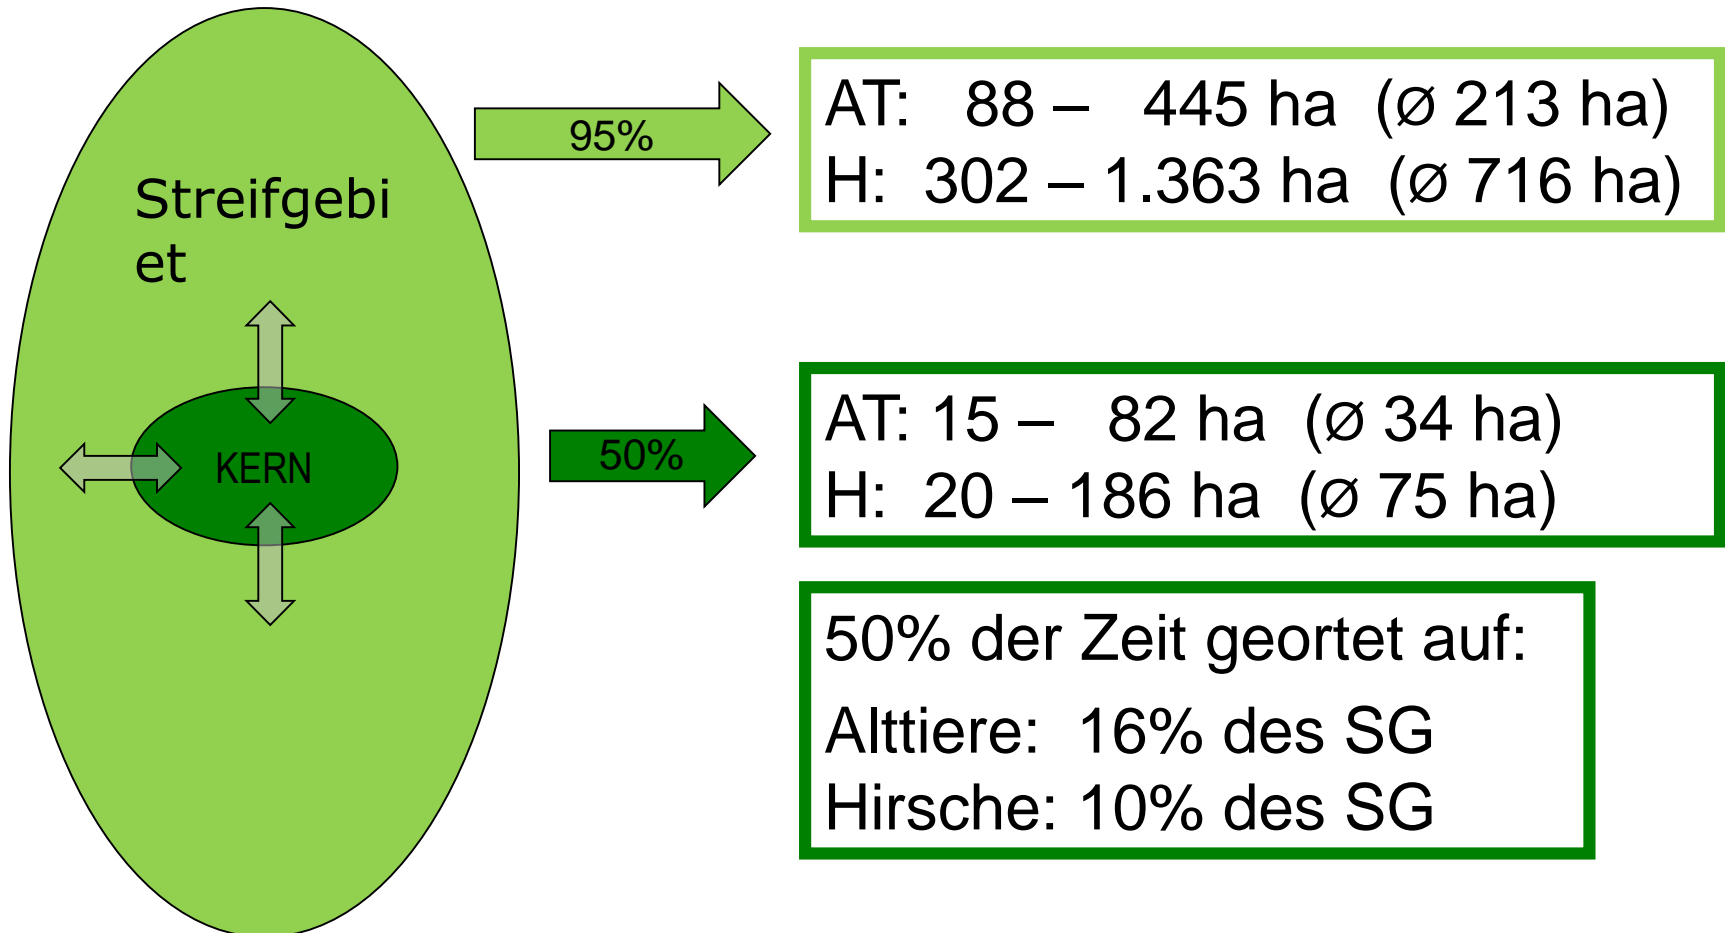 Streifgebi
et
KERN
95%
AT: 88 – 445 ha (Ø 213 ha)
H: 302 – 1.363 ha (Ø 716 ha)
50%
AT: 15 – 82 ha (Ø 34 ha)
H: 20 – 186 ha (Ø 75 ha)
50% der Zeit geortet auf:
Alttiere: 16% des SG
Hirsche: 10% des SG